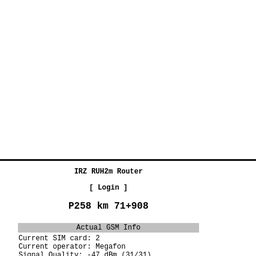 IRZ RUH2m Router
[ Login ]
P258 km 71+908
Actual GSM Info
Current SIM card: 2
Current operator: Megafon
Signal Quality: -47 dBm (31/31)